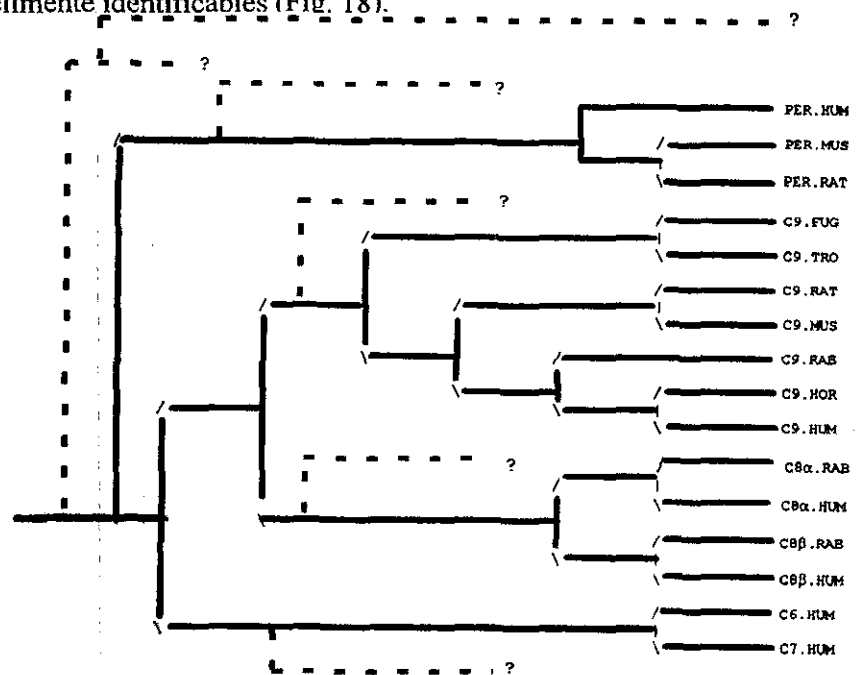 identificables (Fig. 18).
?
?
?
PER.HUM
PER.MUS
PER.RAT
?
C9.FUG
C9.TRO
C9.RAT
C9.MUS
C9.RAB
C9.HOR
C9.HUM
?
C8α.RAB
C8α.HUM
C8β.RAB
C8β.HUM
C6.HUM
C7.HUM
?